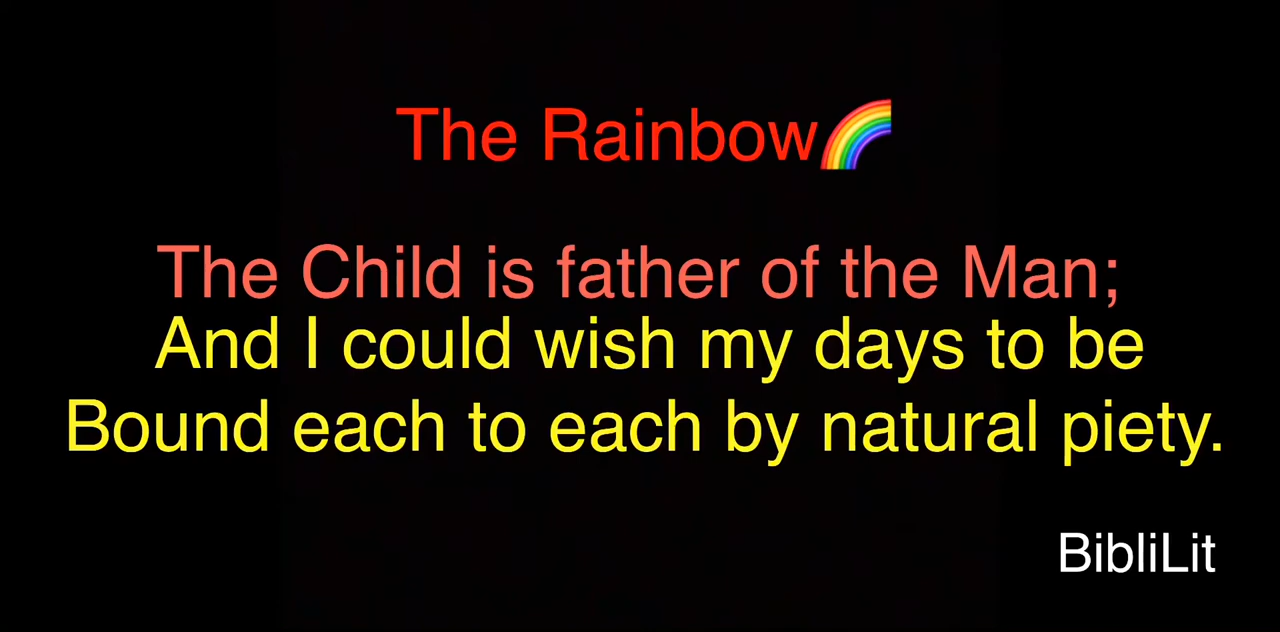 The Rainbow🌈
The Child is father of the Man;
And I could wish my days to be
Bound each to each by natural piety.
BibliLit